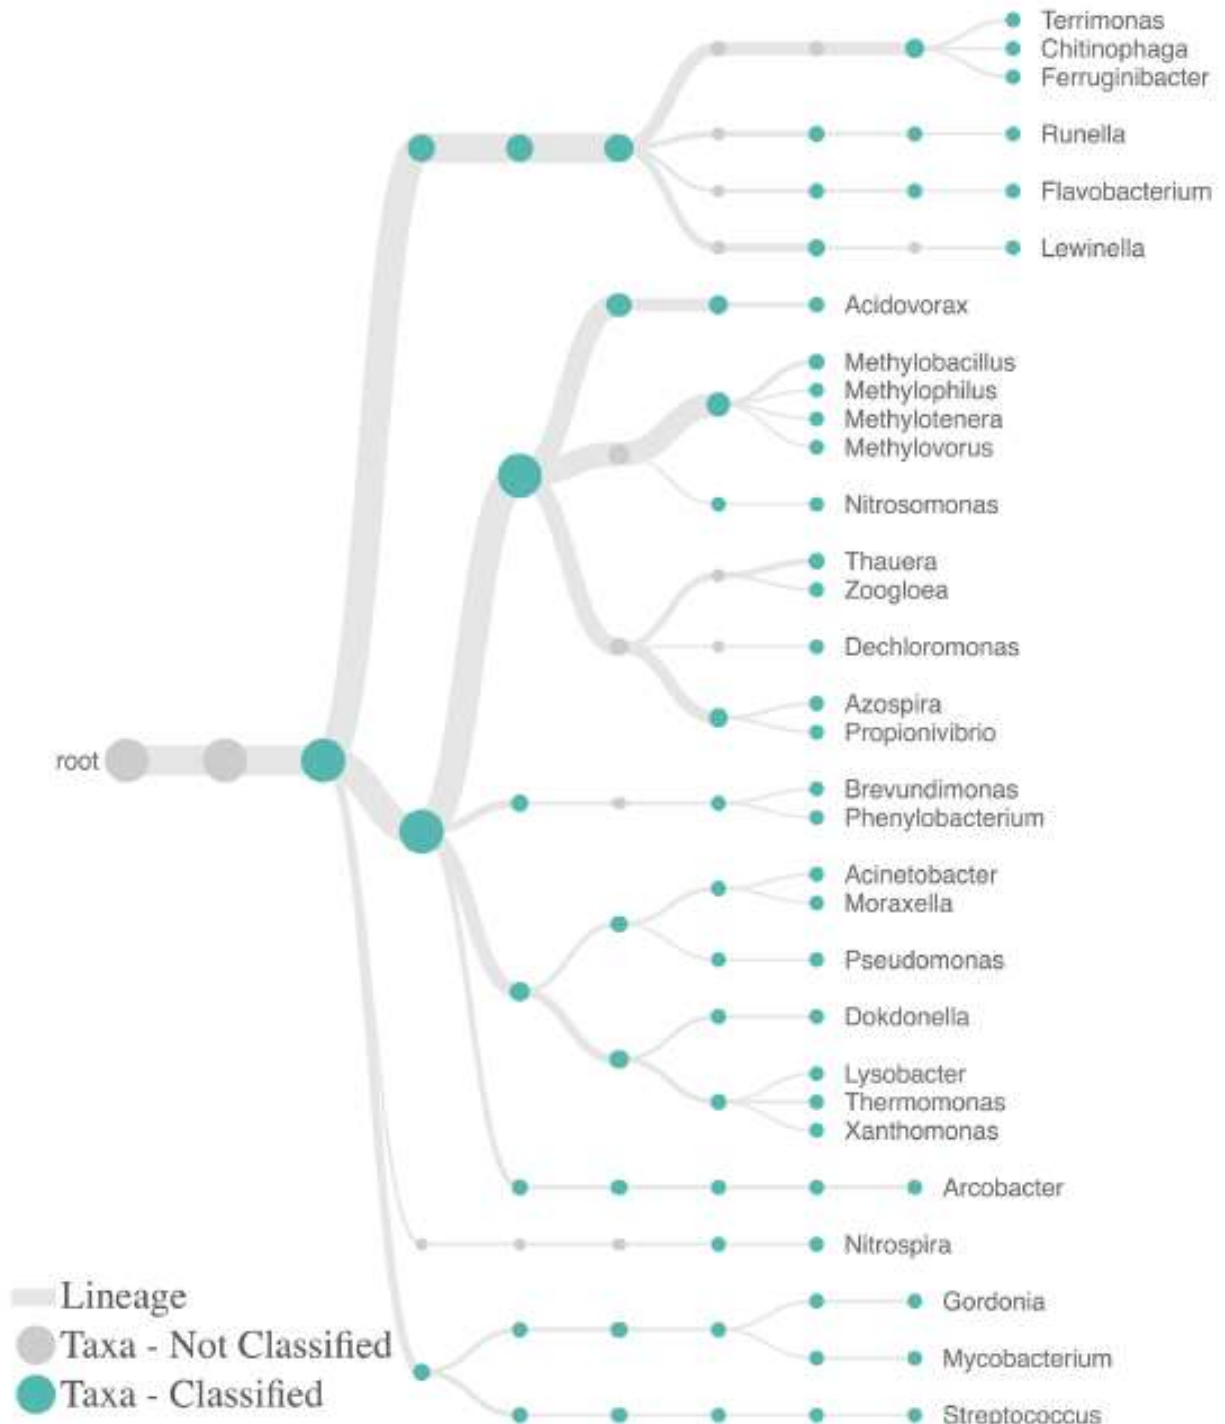 Terrimonas
Chitinophaga
Ferruginibacter
Runella
Flavobacterium
Lewinella
Acidovorax
Methylobacillus
Methylophilus
Methylotenera
Methylovorus
Nitrosomonas
Thauera
Zoogloea
Dechloromonas
Azospira
Propionivibrio
root
Brevundimonas
Phenylobacterium
Acinetobacter
Moraxella
Pseudomonas
Dokdonella
Lysobacter
Thermomonas
Xanthomonas
Arcobacter
Nitrospira
Lineage
Gordonia
Taxa - Not Classified
Mycobacterium
Taxa - Classified
Streptococcus